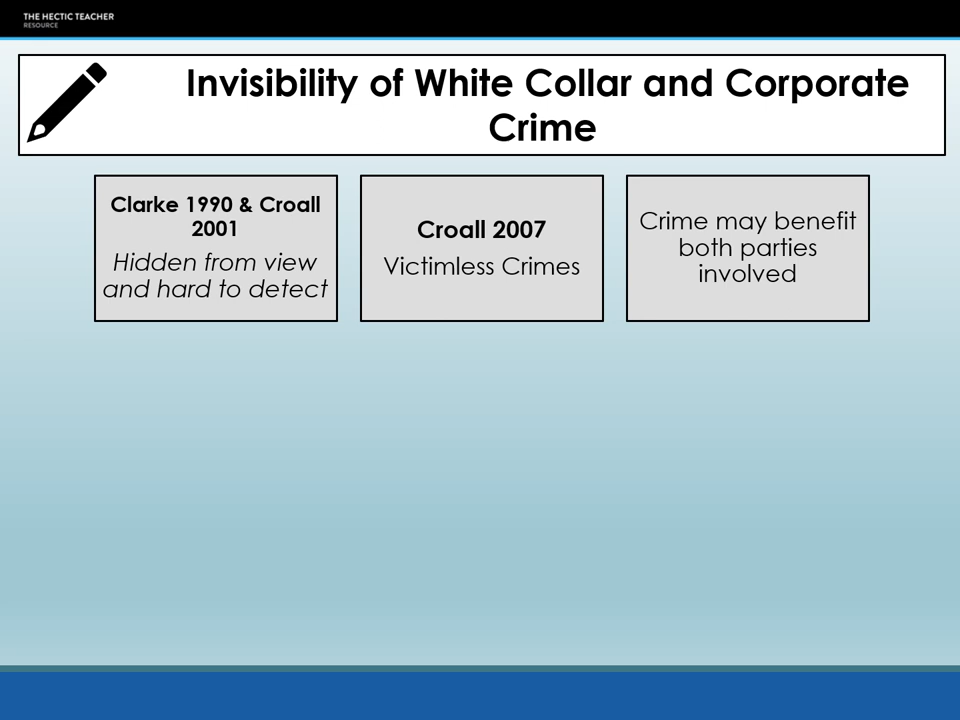 THE HECTIC TEACHER
RESOURCE
Invisibility of White Collar and Corporate
Crime
Clarke 1990 & Croall
2001
Hidden from view
and hard to detect
Croall 2007
Victimless Crimes
Crime may benefit
both parties
involved